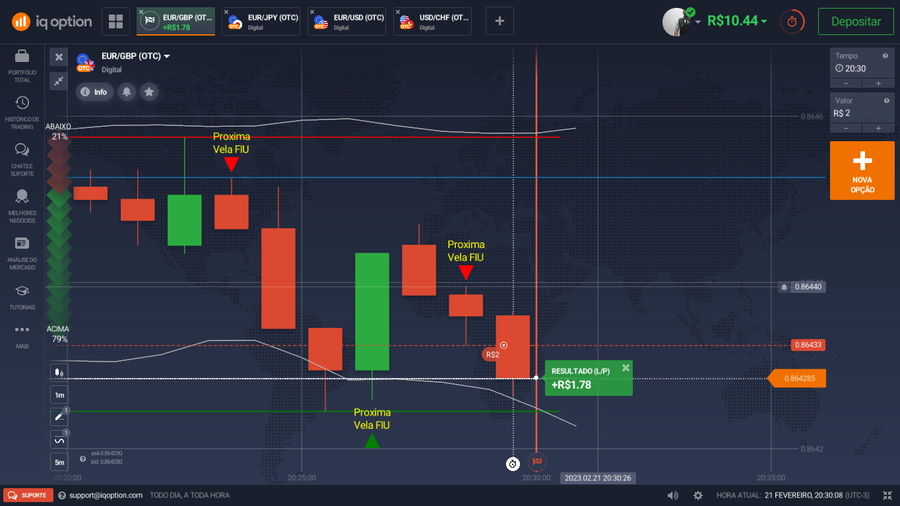 iq option
EUR/GBP (OT...
+R$1.78
EUR/JPY (OTC)
Digital
EUR/USD (OTC)
Digital
USD/CHF (OT...
Digital
R$10.44
Depositar
PORTFÓLIO
TOTAL
HISTÓRICO DE
TRADING
CHATS E
SUPORTE
MELHORES
NEGÓCIOS
ANÁLISE DO
MERCADO
TUTORIAIS
MAIS
EUR/GBP (OTC)
Digital
OTC
Info
ABAIXO
21%
ACIMA
79%
Proxima
Vela FIU
Proxima
Vela FIU
Proxima
Vela FIU
R$2
RESULTADO (L/P)
+R$1.78
0.8646
0.86440
0.86433
0.864285
0.8642
Tempo
20:30
Valor
R$ 2
NOVA
OPÇÃO
1m
1
1
5m
ask 0.864290
bid 0.864280
20:20:00
20:25:00
20:30:00
2023.02.21 20:30:26
20:35:00
SUPORTE
support@iqoption.com
TODO DIA, A TODA HORA
HORA ATUAL: 21 FEVEREIRO, 20:30:08 (UTC-3)